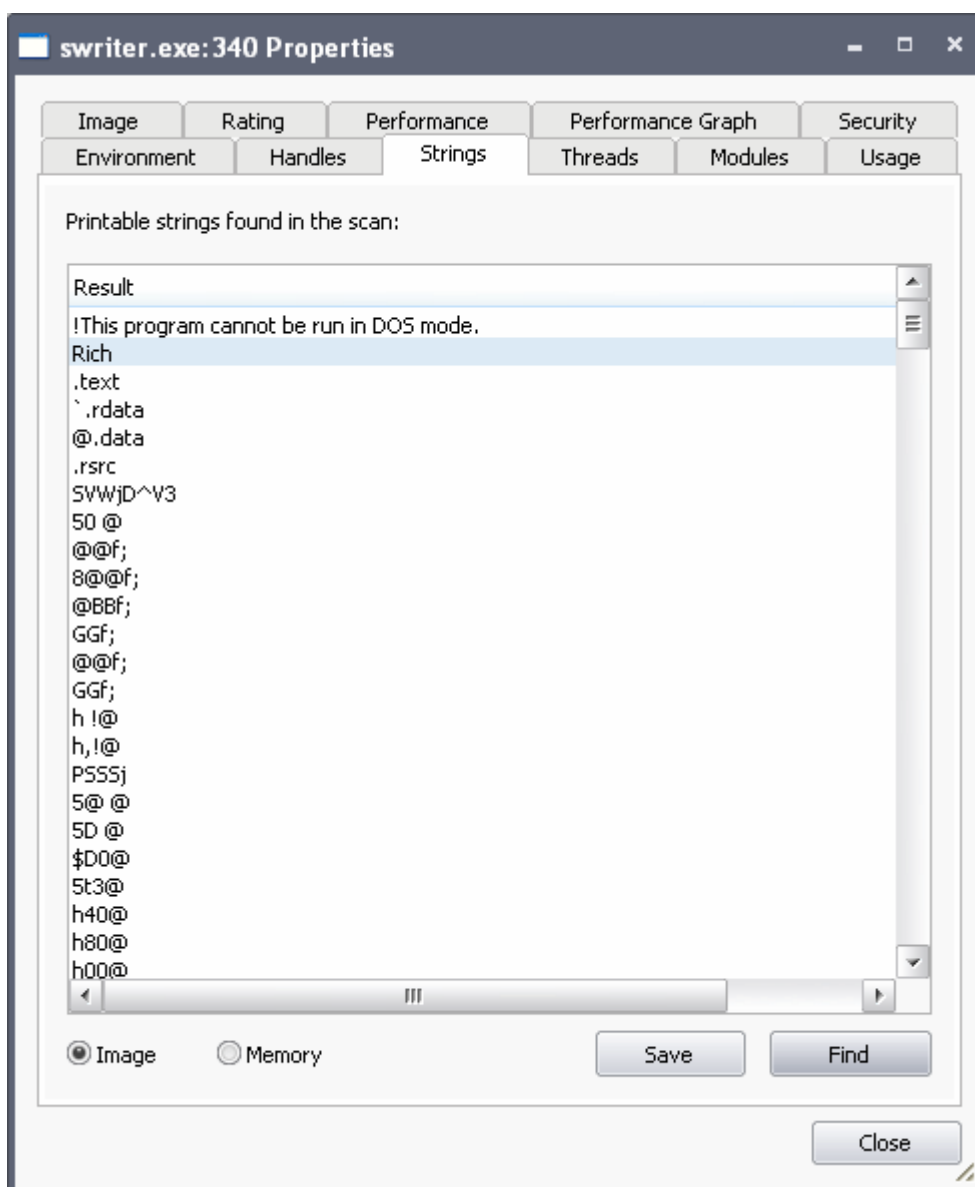 swriter.exe:340 Properties
Image Rating Performance Performance Graph Security
Environment Handles Strings Threads Modules Usage
Printable strings found in the scan:
Result
!This program cannot be run in DOS mode.
Rich
.text
`.rdata
@.data
.rsrc
SVWjD^V3
50 @
@@f;
8@@f;
@BBf;
GGf;
@@f;
GGf;
h !@
h,!@
PSSSj
5@ @
5D @
$D0@
5t3@
h40@
h80@
h00@
Image Memory Save Find
Close